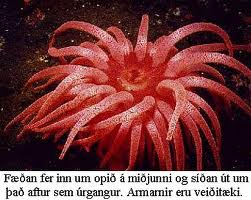 Fæðan fer inn um opið á miðjunni og síðan út um
það aftur sem úrgangur. Armarnir eru veiðitæki.